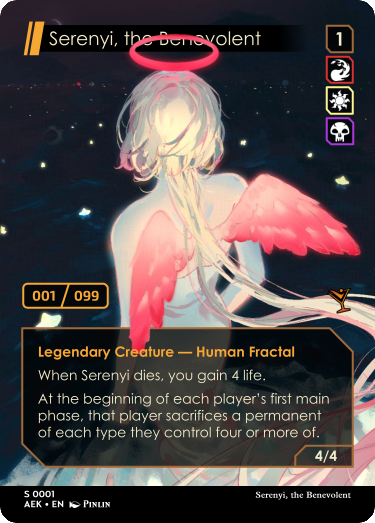 Serenyi, the Benevolent
1
001 / 099
Legendary Creature — Human Fractal
When Serenyi dies, you gain 4 life.
At the beginning of each player's first main
phase, that player sacrifices a permanent
of each type they control four or more of.
4/4
S 0001
AEK • EN PINLIN
Serenyi, the Benevolent